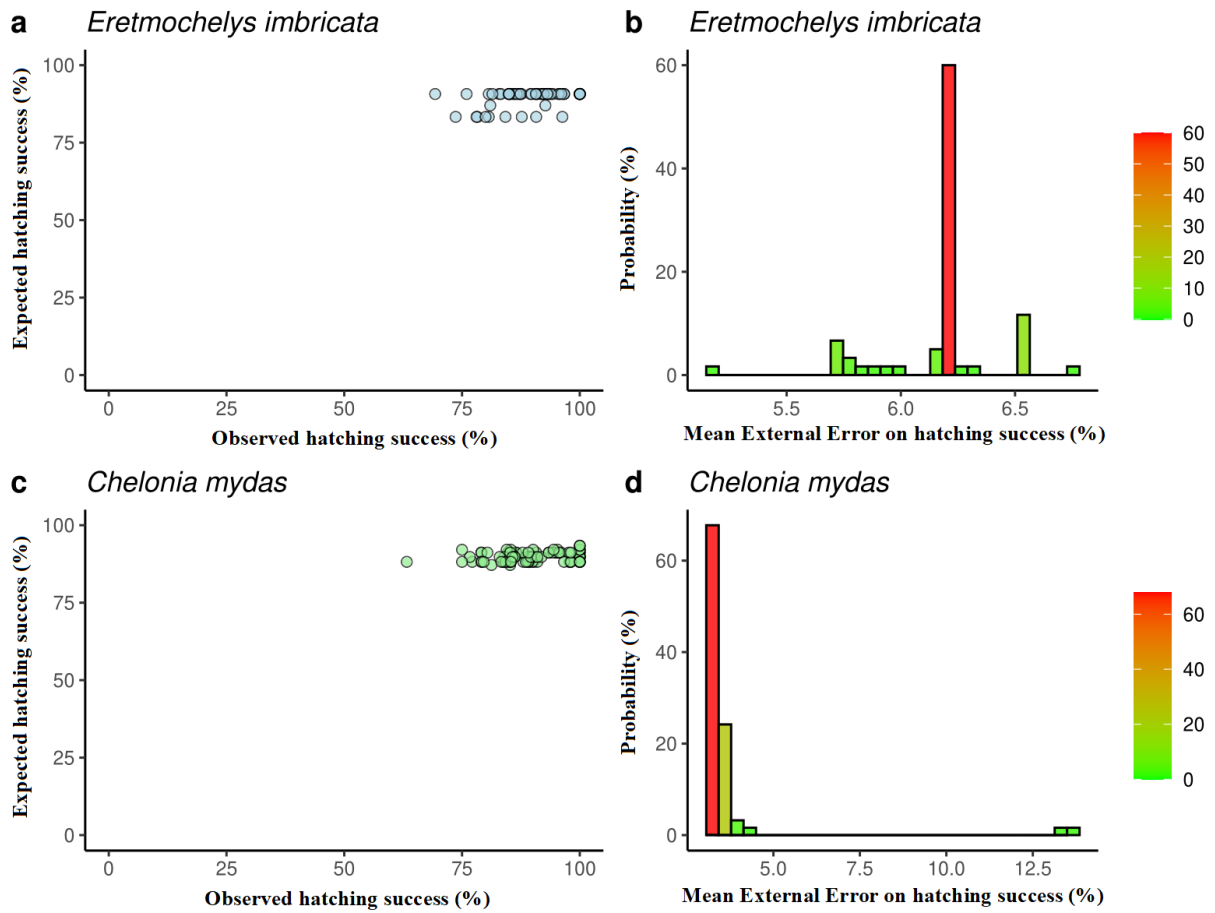 a Eretmochelys imbricata
100
75
50
25
0
Expected hatching success (%)
0 25 50 75 100
Observed hatching success (%)
b Eretmochelys imbricata
60
40
20
0
Probability (%)
5.5 6.0 6.5
Mean External Error on hatching success (%)
60
50
40
30
20
10
0
c Chelonia mydas
100
75
50
25
0
Expected hatching success (%)
0 25 50 75 100
Observed hatching success (%)
d Chelonia mydas
60
40
20
0
Probability (%)
5.0 7.5 10.0 12.5
Mean External Error on hatching success (%)
60
40
20
0